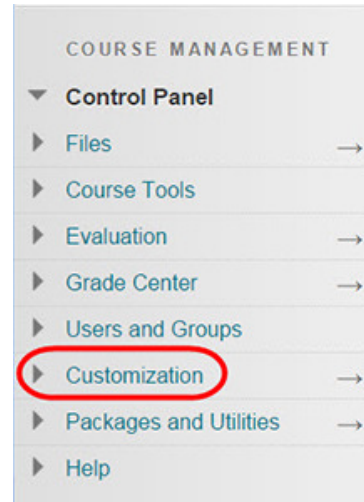 COURSE MANAGEMENT
Control Panel
Files
Course Tools
Evaluation
Grade Center
Users and Groups
Customization
Packages and Utilities
Help